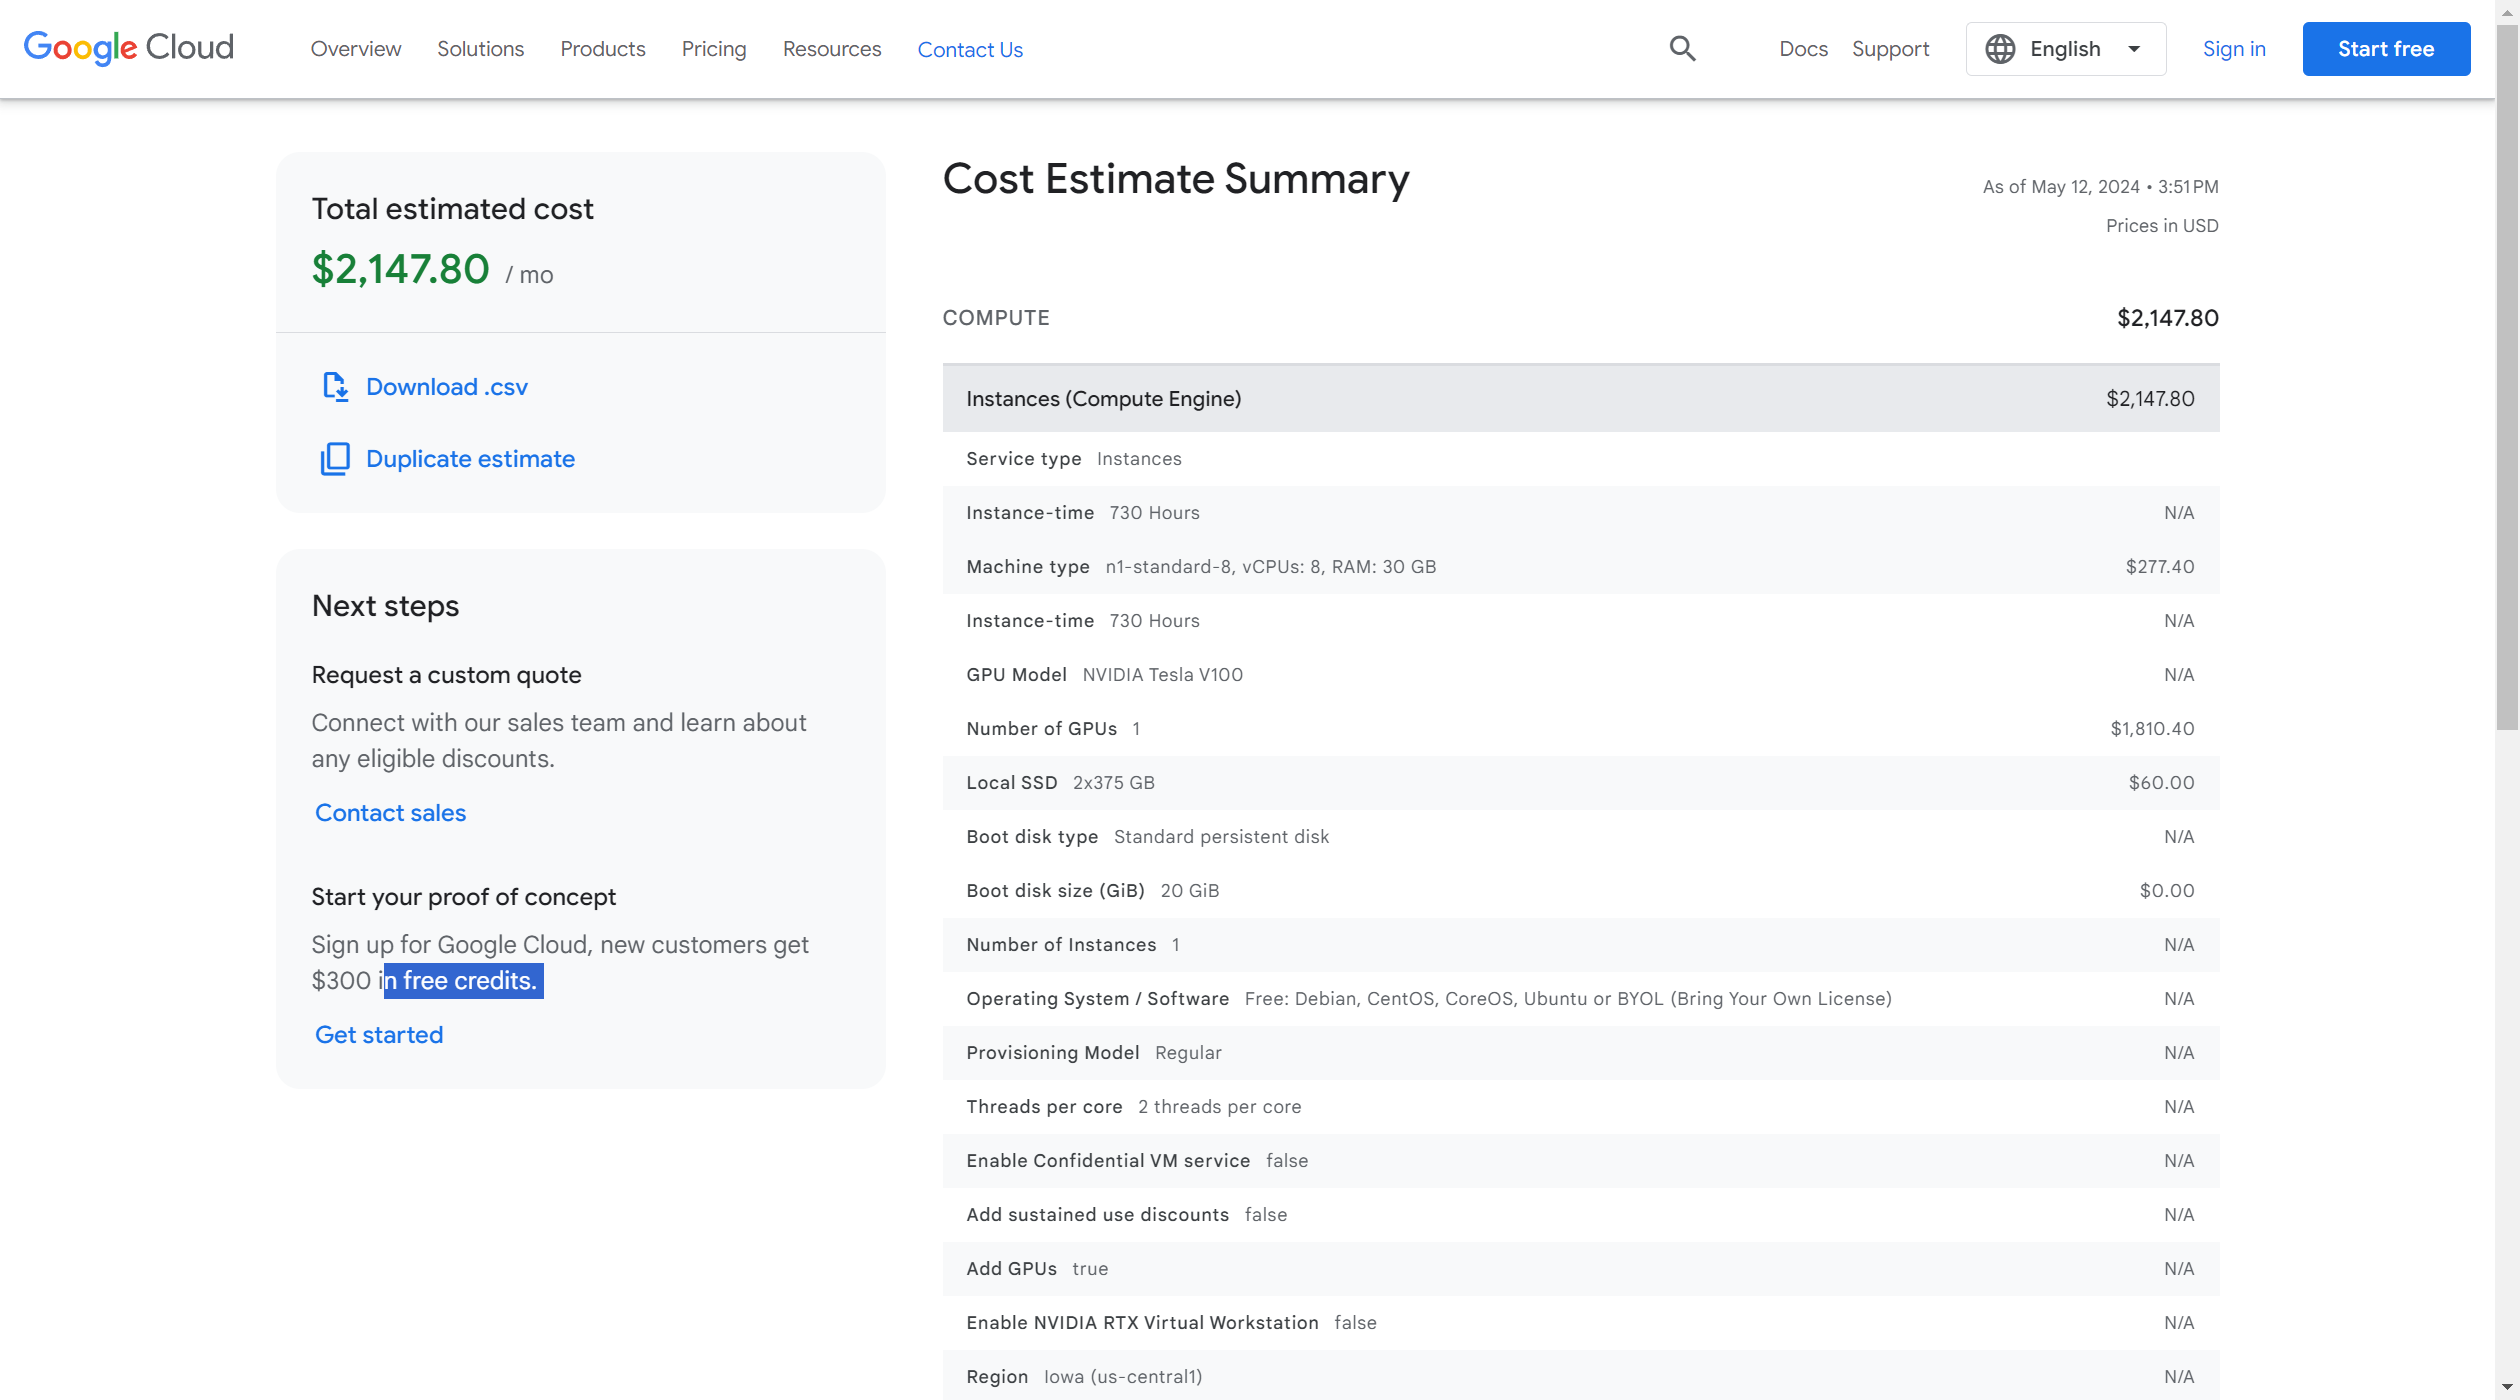 Google Cloud Overview Solutions Products Pricing Resources Contact Us Docs Support English Sign in Start free
Total estimated cost
$2,147.80 / mo
Download .csv
Duplicate estimate
Next steps
Request a custom quote
Connect with our sales team and learn about
any eligible discounts.
Contact sales
Start your proof of concept
Sign up for Google Cloud, new customers get
$300 in free credits.
Get started
Cost Estimate Summary
As of May 12, 2024 • 3:51 PM
Prices in USD
COMPUTE $2,147.80
Instances (Compute Engine) $2,147.80
Service type Instances
Instance-time 730 Hours N/A
Machine type n1-standard-8, vCPUs: 8, RAM: 30 GB $277.40
Instance-time 730 Hours N/A
GPU Model NVIDIA Tesla V100 N/A
Number of GPUs 1 $1,810.40
Local SSD 2x375 GB $60.00
Boot disk type Standard persistent disk N/A
Boot disk size (GiB) 20 GiB $0.00
Number of Instances 1 N/A
Operating System / Software Free: Debian, CentOS, CoreOS, Ubuntu or BYOL (Bring Your Own License) N/A
Provisioning Model Regular N/A
Threads per core 2 threads per core N/A
Enable Confidential VM service false N/A
Add sustained use discounts false N/A
Add GPUs true N/A
Enable NVIDIA RTX Virtual Workstation false N/A
Region Iowa (us-central1) N/A